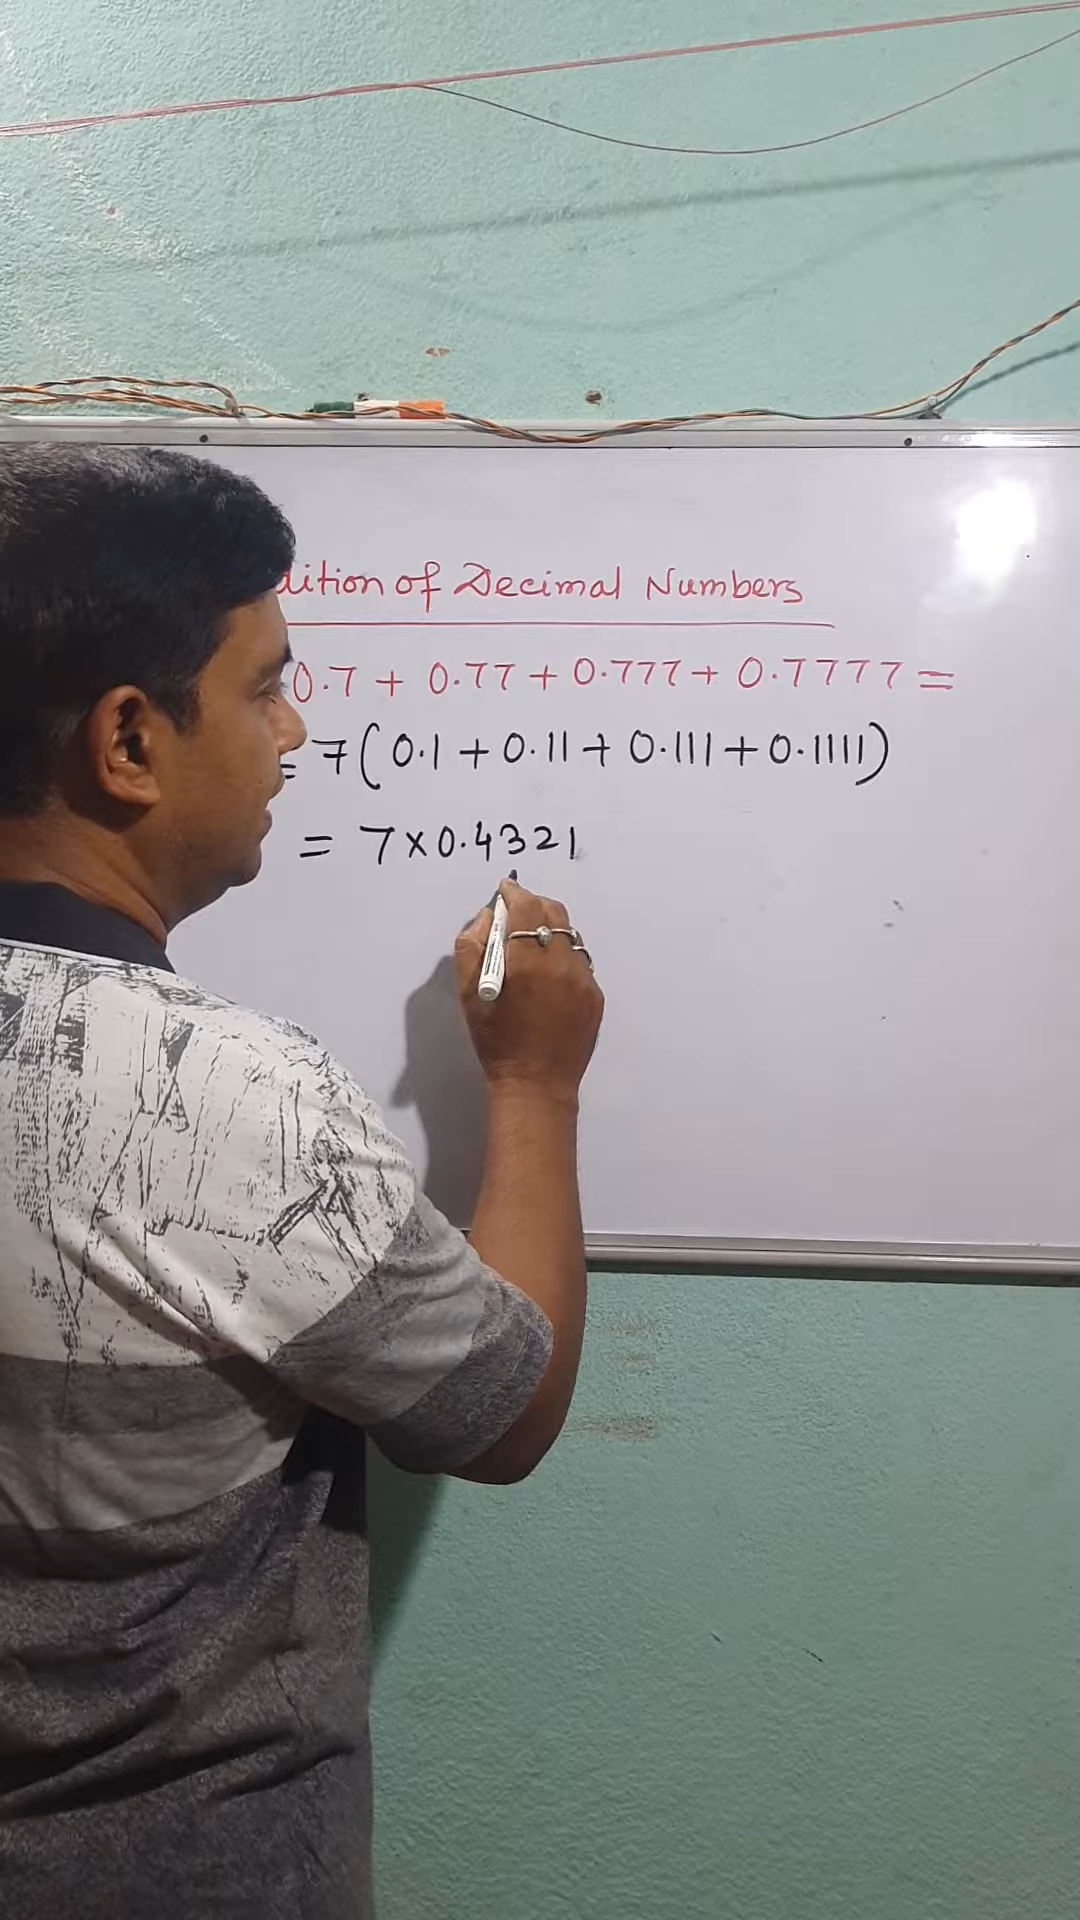 dition of Decimal Numbers
0.7 + 0.77 + 0.777 + 0.7777 =
= 7(0.1 + 0.11 + 0.111 + 0.1111)
= 7×0.4321